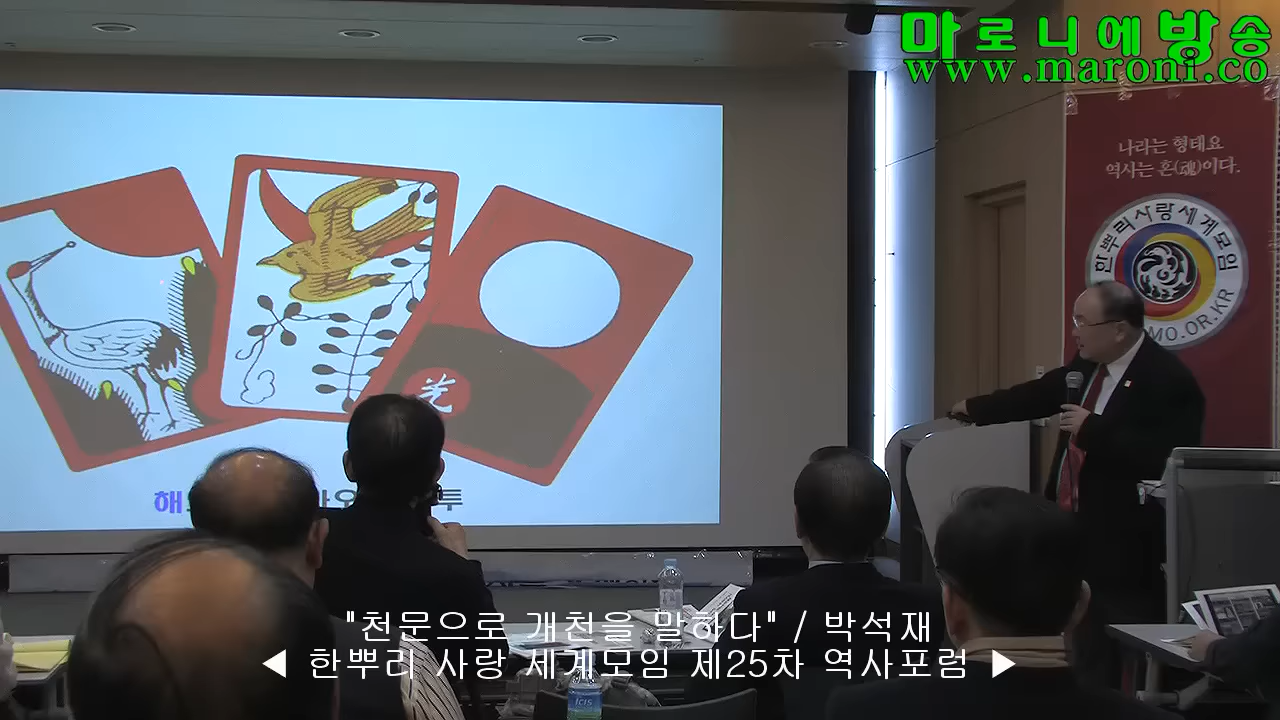 마로니에방송
www.maroni.co
나라는 형태요
역사는 혼(魂)이다.
한뿌리사랑세계모임
MO.OR.KR
光
해
투
"천문으로 개천을 말하다" / 박석재
◀ 한뿌리 사랑 세계모임 제25차 역사포럼 ▶